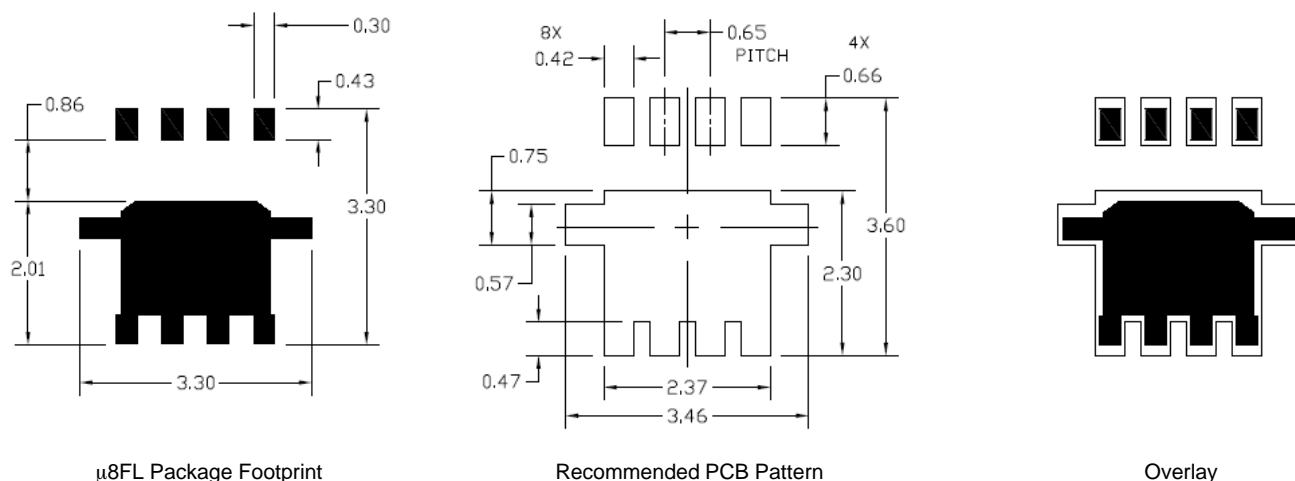 0.30
0.43
0.86
3.30
2.01
3.30
8X
0.42
0.65
PITCH
4X
0.66
0.75
3.60
2.30
0.57
0.47
2.37
3.46
µ8FL Package Footprint
Recommended PCB Pattern
Overlay